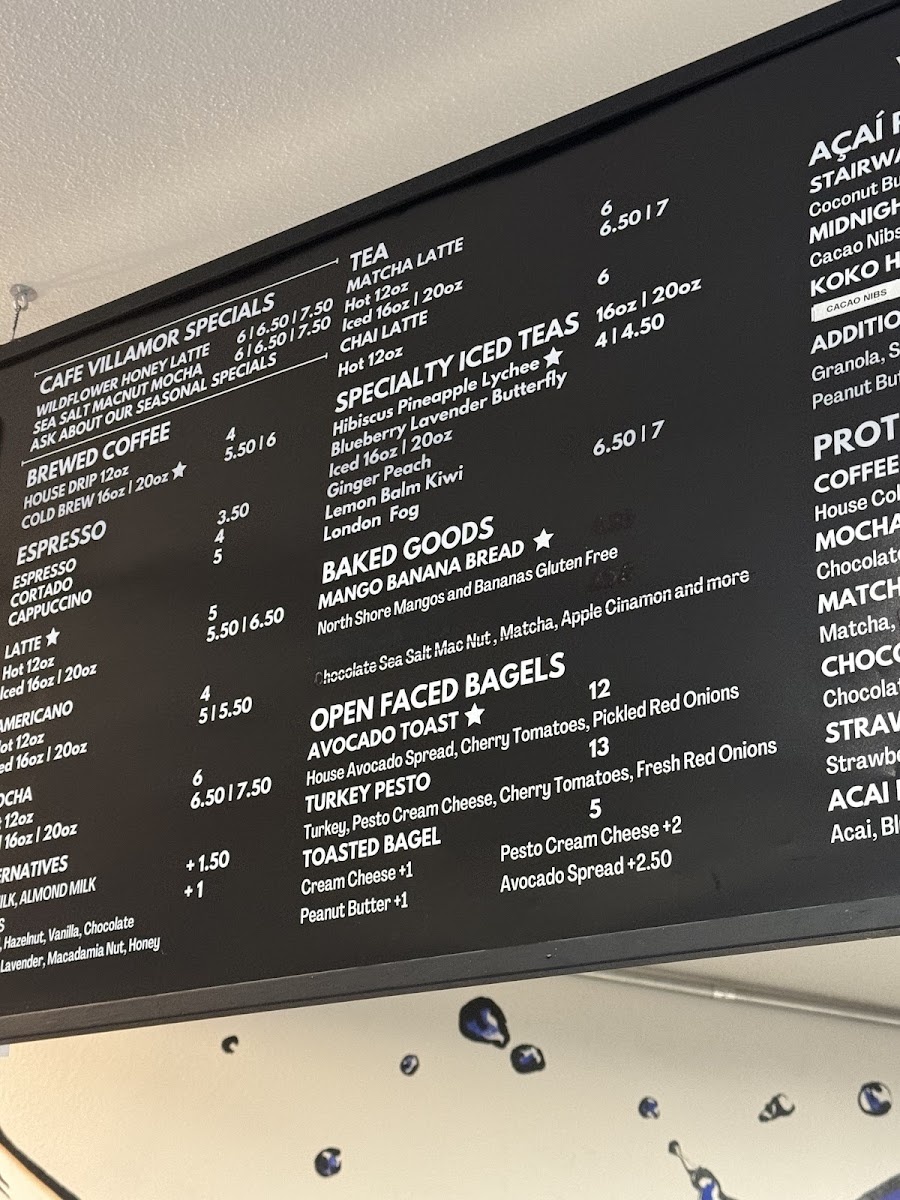 CAFE VILLAMOR SPECIALS
WILDFLOWER HONEY LATTE 6 | 6.50 | 7.50
SEA SALT MACNUT MOCHA 6 | 6.50 | 7.50
ASK ABOUT OUR SEASONAL SPECIALS
BREWED COFFEE
HOUSE DRIP 12oz 4
COLD BREW 16oz | 20oz ★ 5.50 | 6
ESPRESSO
ESPRESSO 3.50
CORTADO 4
CAPPUCCINO 5
LATTE ★
Hot 12oz 5
Iced 16oz | 20oz 5.50 | 6.50
AMERICANO
Hot 12oz 4
ed 16oz | 20oz 5 | 5.50
OCHA
12oz 6
16oz | 20oz 6.50 | 7.50
ERNATIVES
ILK, ALMOND MILK +1.50
S +1
, Hazelnut, Vanilla, Chocolate
Lavender, Macadamia Nut, Honey
TEA
MATCHA LATTE
Hot 12oz 6
Iced 16oz | 20oz 6.50 | 7
CHAI LATTE
Hot 12oz 6
SPECIALTY ICED TEAS 16oz | 20oz
Hibiscus Pineapple Lychee ★ 4 | 4.50
Blueberry Lavender Butterfly
Iced 16oz | 20oz
Ginger Peach
Lemon Balm Kiwi 6.50 | 7
London Fog
BAKED GOODS
MANGO BANANA BREAD ★
North Shore Mangos and Bananas Gluten Free
Chocolate Sea Salt Mac Nut , Matcha, Apple Cinamon and more
OPEN FACED BAGELS
AVOCADO TOAST ★ 12
House Avocado Spread, Cherry Tomatoes, Pickled Red Onions
TURKEY PESTO 13
Turkey, Pesto Cream Cheese, Cherry Tomatoes, Fresh Red Onions
TOASTED BAGEL 5
Cream Cheese +1 Pesto Cream Cheese +2
Peanut Butter +1 Avocado Spread +2.50
AÇAÍ
STAIRWA
Coconut Bu
MIDNIGH
Cacao Nibs
KOKO H
CACAO NIBS
ADDITIO
Granola, S
Peanut But
PROT
COFFEE
House Col
MOCHA
Chocolate
MATCH
Matcha,
CHOCO
Chocolat
STRAW
Strawbe
ACAI
Acai, Bl